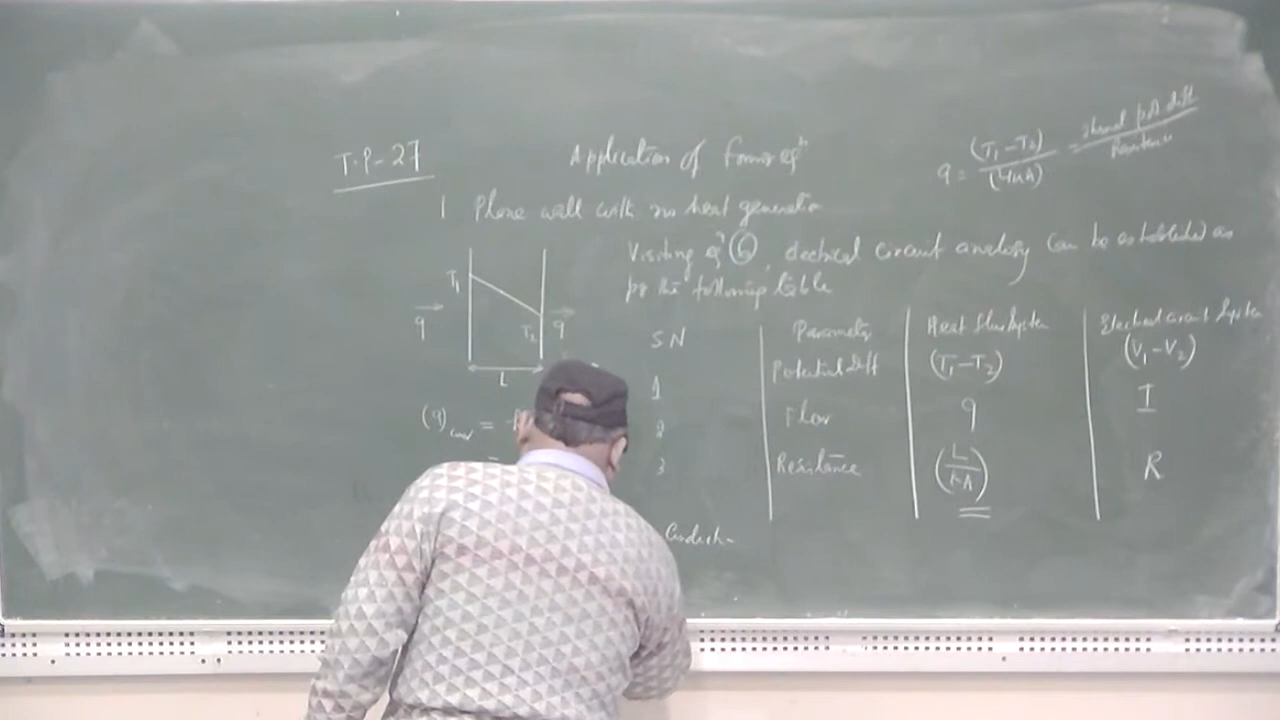 T.P-27
Application of Fourier eqn
q = (T1-T2) / (L/KA) = Thermal pot diff / Resistance
1 Plane wall with no heat generation
Visiting eqn (6), electrical circuit analogy can be established as
per the following table
T1
q
T2
q
L
SN Parameter Heat flow System Electrical circuit System
1 Potential diff (T1-T2) (V1-V2)
2 Flow q I
3 Resistance (L/KA) R
(q)cond =
=
Conduction